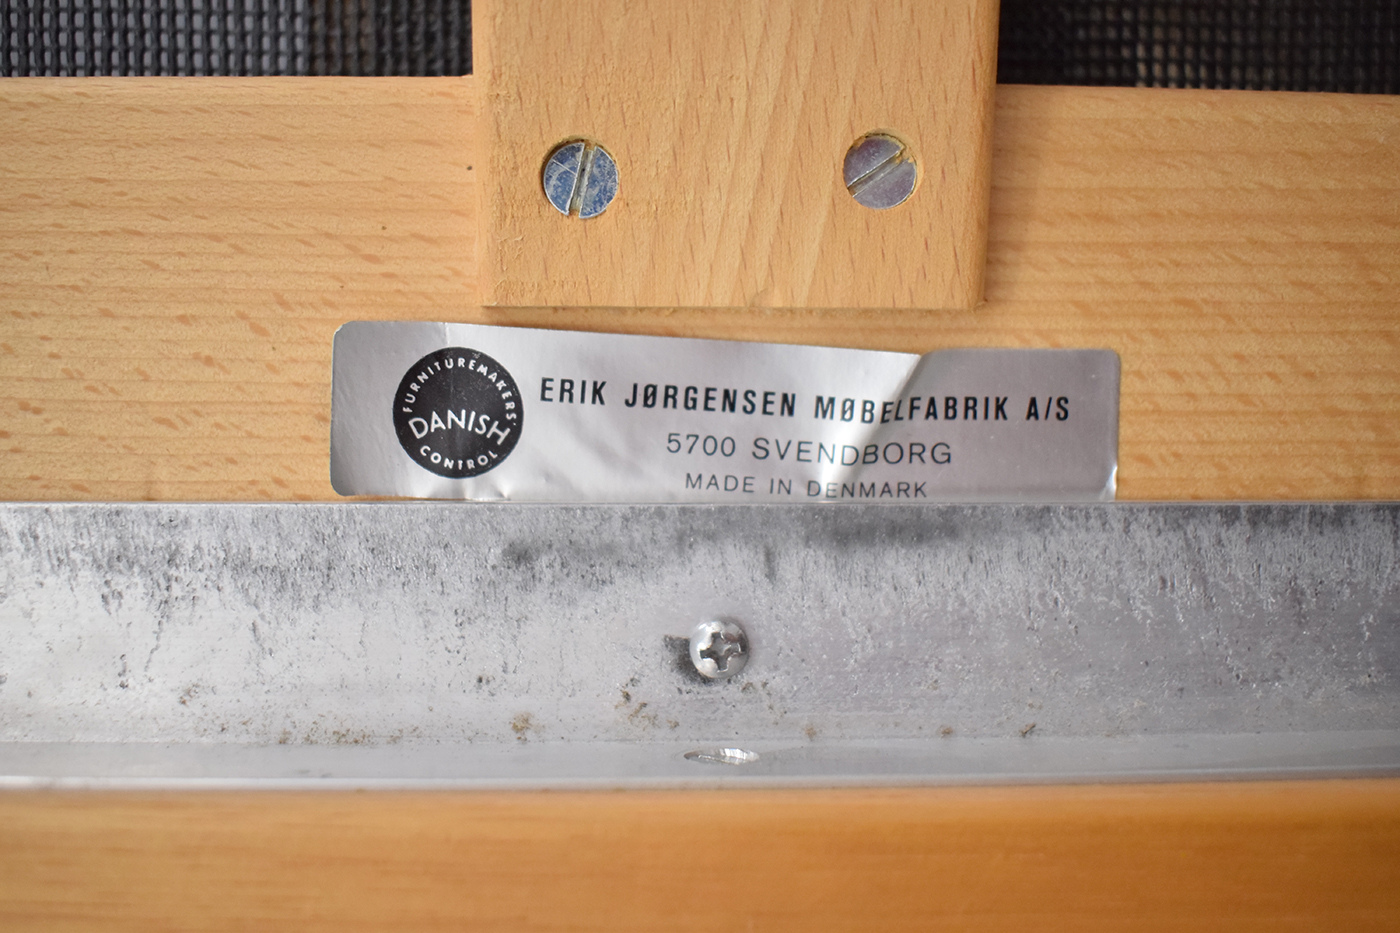 FURNITUREMAKERS'
DANISH
CONTROL
ERIK JØRGENSEN MØBELFABRIK A/S
5700 SVENDBORG
MADE IN DENMARK